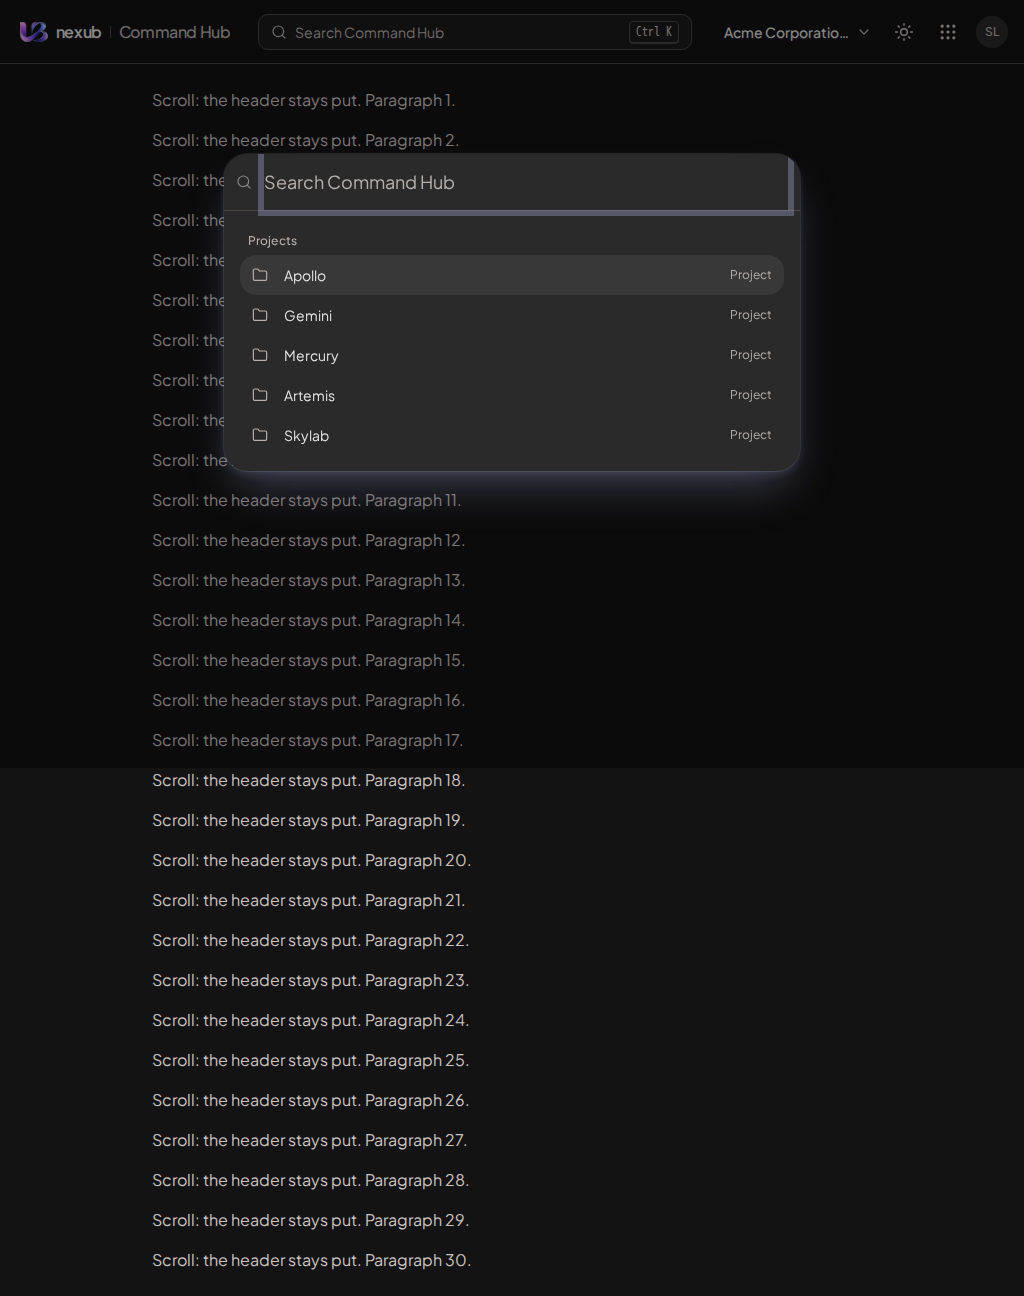 nexub Command Hub Search Command Hub Ctrl K Acme Corporatio… SL
Scroll: the header stays put. Paragraph 1.
Scroll: the header stays put. Paragraph 2.
Scroll: the
Search Command Hub
Scroll: the
Projects
Scroll: the
Apollo Project
Scroll: the
Gemini Project
Scroll: the
Mercury Project
Scroll: the
Artemis Project
Scroll: the
Skylab Project
Scroll: the
Scroll: the header stays put. Paragraph 11.
Scroll: the header stays put. Paragraph 12.
Scroll: the header stays put. Paragraph 13.
Scroll: the header stays put. Paragraph 14.
Scroll: the header stays put. Paragraph 15.
Scroll: the header stays put. Paragraph 16.
Scroll: the header stays put. Paragraph 17.
Scroll: the header stays put. Paragraph 18.
Scroll: the header stays put. Paragraph 19.
Scroll: the header stays put. Paragraph 20.
Scroll: the header stays put. Paragraph 21.
Scroll: the header stays put. Paragraph 22.
Scroll: the header stays put. Paragraph 23.
Scroll: the header stays put. Paragraph 24.
Scroll: the header stays put. Paragraph 25.
Scroll: the header stays put. Paragraph 26.
Scroll: the header stays put. Paragraph 27.
Scroll: the header stays put. Paragraph 28.
Scroll: the header stays put. Paragraph 29.
Scroll: the header stays put. Paragraph 30.